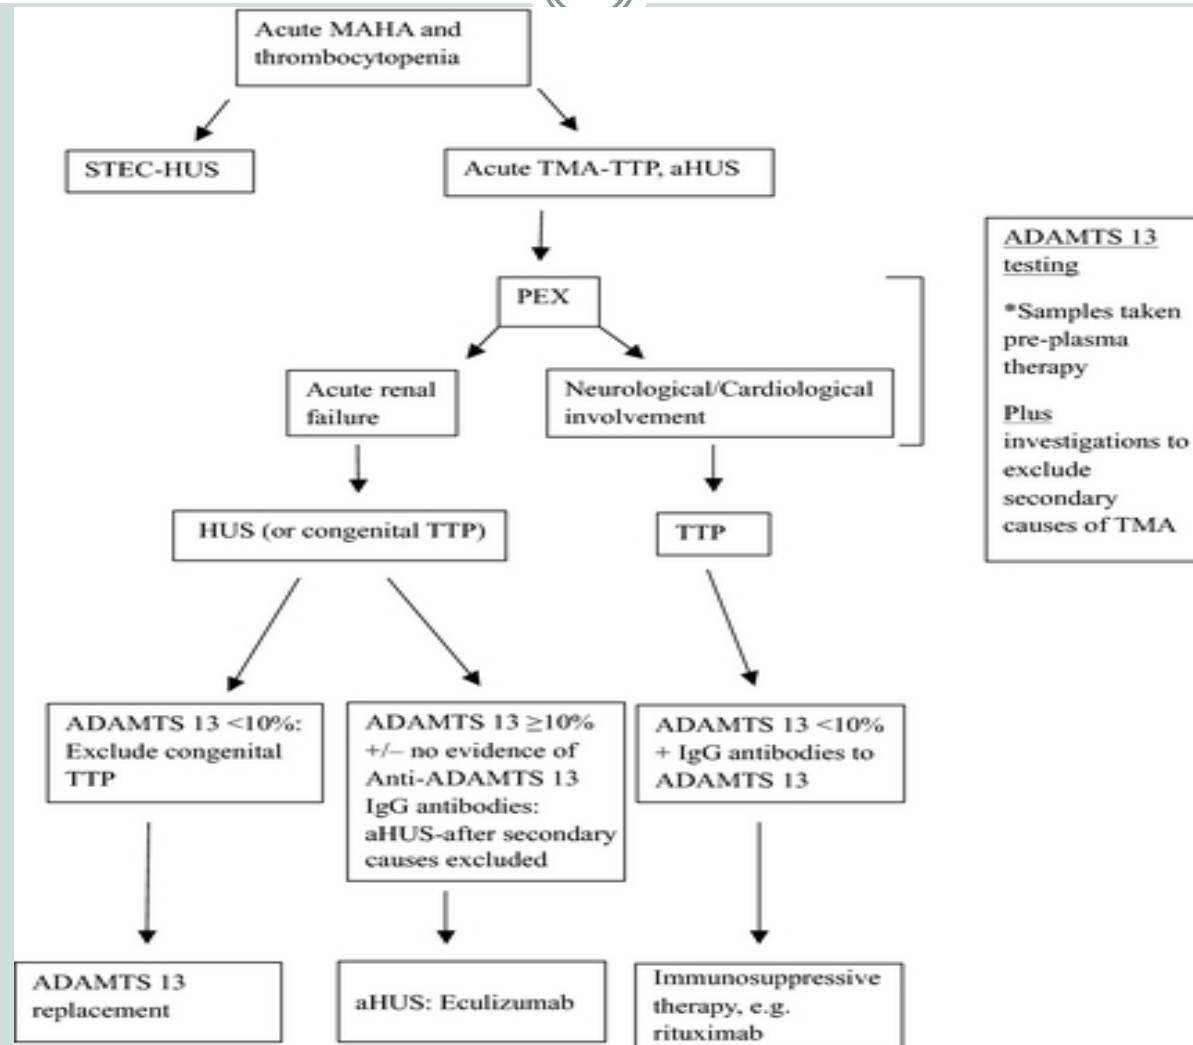 Acute MAHA and
thrombocytopenia
STEC-HUS
Acute TMA-TTP, aHUS
PEX
Acute renal
failure
Neurological/Cardiological
involvement
ADAMTS 13
testing
*Samples taken
pre-plasma
therapy
Plus
investigations to
exclude
secondary
causes of TMA
HUS (or congenital TTP)
TTP
ADAMTS 13 <10%:
Exclude congenital
TTP
ADAMTS 13 ≥10%
+/− no evidence of
Anti-ADAMTS 13
IgG antibodies:
aHUS-after secondary
causes excluded
ADAMTS 13 <10%
+ IgG antibodies to
ADAMTS 13
ADAMTS 13
replacement
aHUS: Eculizumab
Immunosuppressive
therapy, e.g.
rituximab